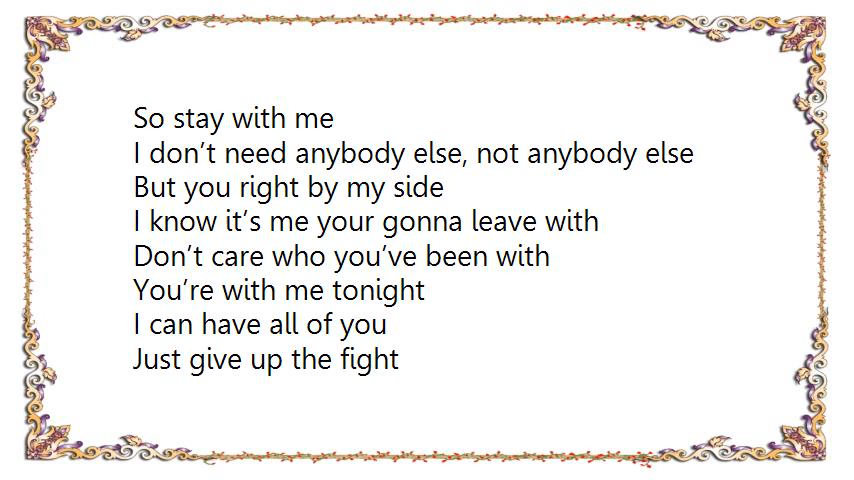 So stay with me
I don’t need anybody else, not anybody else
But you right by my side
I know it’s me your gonna leave with
Don’t care who you’ve been with
You’re with me tonight
I can have all of you
Just give up the fight